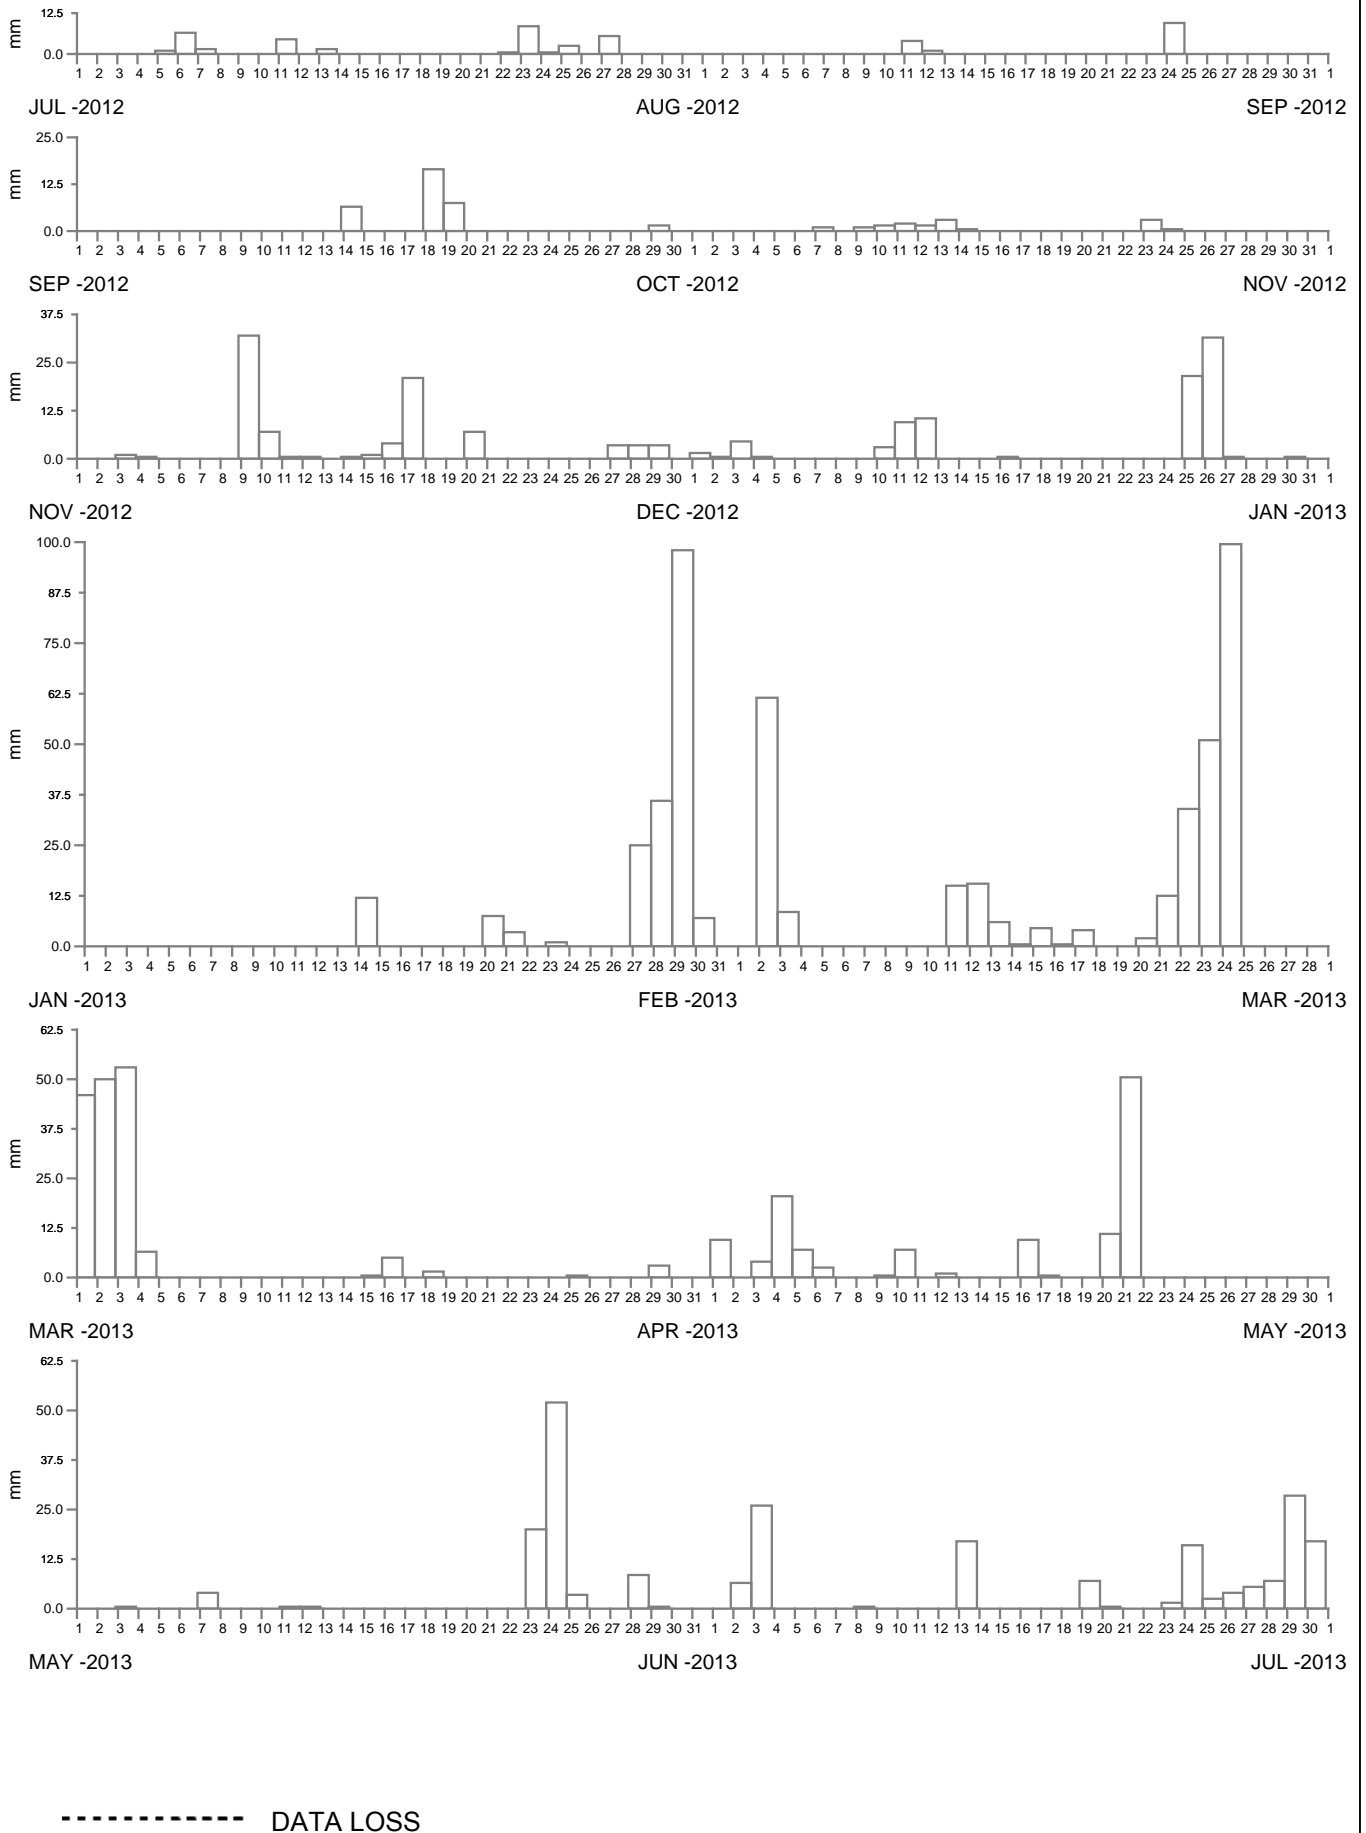 12.5
mm
0.0
1 2 3 4 5 6 7 8 9 10 11 12 13 14 15 16 17 18 19 20 21 22 23 24 25 26 27 28 29 30 31 1 2 3 4 5 6 7 8 9 10 11 12 13 14 15 16 17 18 19 20 21 22 23 24 25 26 27 28 29 30 31 1
JUL -2012 AUG -2012 SEP -2012
25.0
mm
12.5
0.0
1 2 3 4 5 6 7 8 9 10 11 12 13 14 15 16 17 18 19 20 21 22 23 24 25 26 27 28 29 30 1 2 3 4 5 6 7 8 9 10 11 12 13 14 15 16 17 18 19 20 21 22 23 24 25 26 27 28 29 30 31 1
SEP -2012 OCT -2012 NOV -2012
37.5
25.0
mm
12.5
0.0
1 2 3 4 5 6 7 8 9 10 11 12 13 14 15 16 17 18 19 20 21 22 23 24 25 26 27 28 29 30 1 2 3 4 5 6 7 8 9 10 11 12 13 14 15 16 17 18 19 20 21 22 23 24 25 26 27 28 29 30 31 1
NOV -2012 DEC -2012 JAN -2013
100.0
87.5
75.0
62.5
mm
50.0
37.5
25.0
12.5
0.0
1 2 3 4 5 6 7 8 9 10 11 12 13 14 15 16 17 18 19 20 21 22 23 24 25 26 27 28 29 30 31 1 2 3 4 5 6 7 8 9 10 11 12 13 14 15 16 17 18 19 20 21 22 23 24 25 26 27 28 1
JAN -2013 FEB -2013 MAR -2013
62.5
50.0
37.5
mm
25.0
12.5
0.0
1 2 3 4 5 6 7 8 9 10 11 12 13 14 15 16 17 18 19 20 21 22 23 24 25 26 27 28 29 30 31 1 2 3 4 5 6 7 8 9 10 11 12 13 14 15 16 17 18 19 20 21 22 23 24 25 26 27 28 29 30 1
MAR -2013 APR -2013 MAY -2013
62.5
50.0
37.5
mm
25.0
12.5
0.0
1 2 3 4 5 6 7 8 9 10 11 12 13 14 15 16 17 18 19 20 21 22 23 24 25 26 27 28 29 30 31 1 2 3 4 5 6 7 8 9 10 11 12 13 14 15 16 17 18 19 20 21 22 23 24 25 26 27 28 29 30 1
MAY -2013 JUN -2013 JUL -2013
DATA LOSS